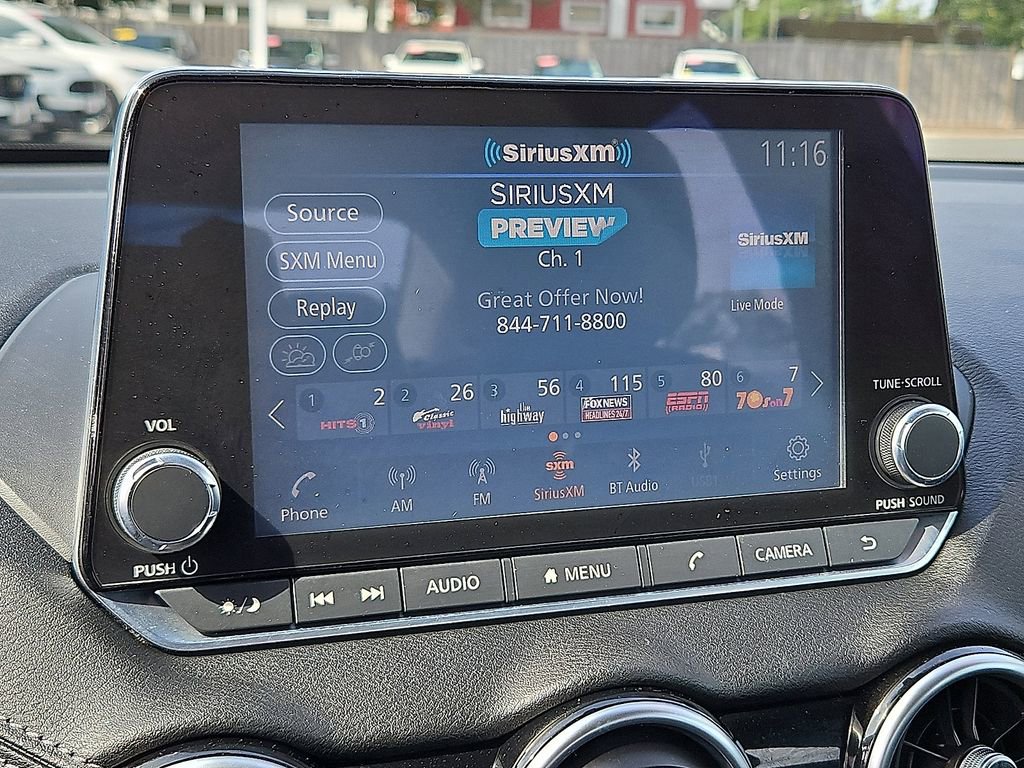 SiriusXM
11:16
SIRIUSXM
PREVIEW
Ch. 1
Great Offer Now!
844-711-8800
Source
SXM Menu
Replay
SiriusXM
Live Mode
1 2 2 26 3 56 4 115 5 80 6 7
HITS 1
Classic vinyl
the highway
FOX NEWS
HEADLINES 24/7
ESPN
RADIO
70son7
Phone
AM
FM
sxm
SiriusXM
BT Audio
USB1
Settings
VOL
PUSH
TUNE·SCROLL
PUSH SOUND
AUDIO
MENU
CAMERA